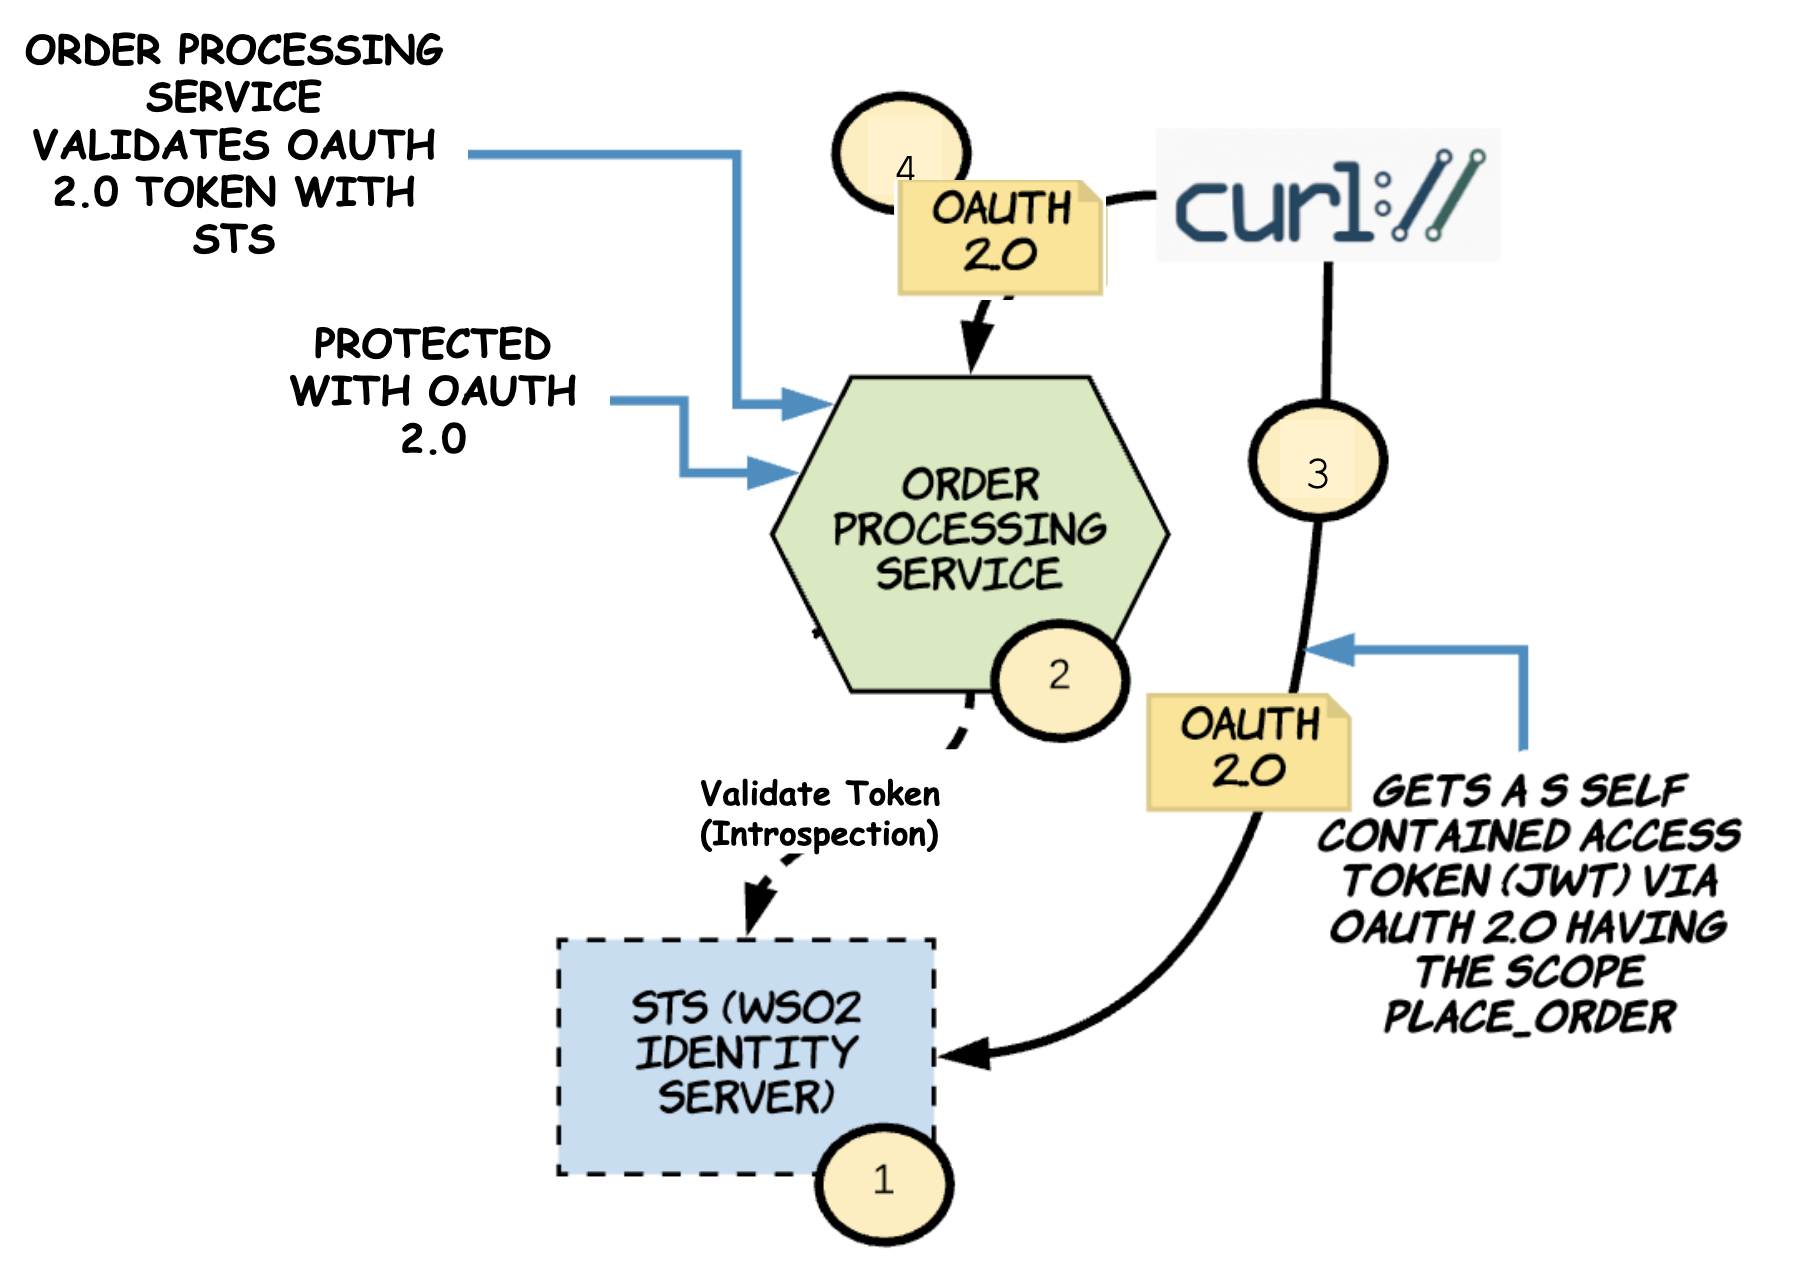 ORDER PROCESSING
SERVICE
VALIDATES OAUTH
2.0 TOKEN WITH
STS
4
OAUTH
2.0
curl://
PROTECTED
WITH OAUTH
2.0
3
ORDER
PROCESSING
SERVICE
2
OAUTH
2.0
Validate Token
(Introspection)
GETS A S SELF
CONTAINED ACCESS
TOKEN (JWT) VIA
OAUTH 2.0 HAVING
THE SCOPE
PLACE_ORDER
STS (WSO2
IDENTITY
SERVER)
1